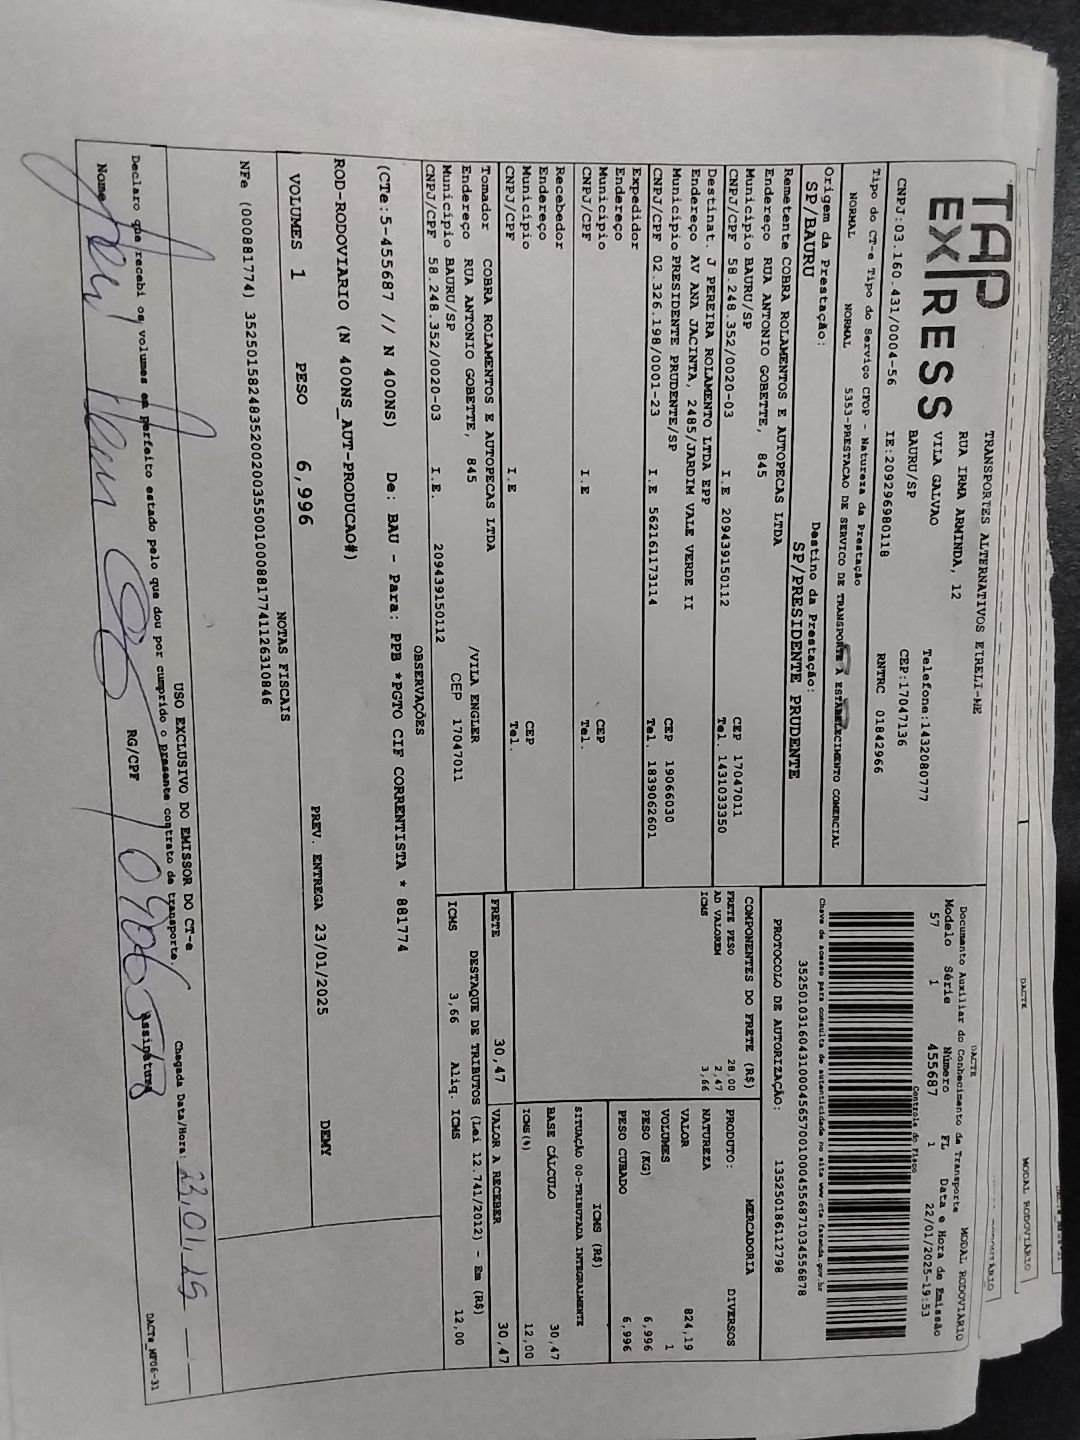 TAP
EXPRESS
TRANSPORTES ALTERNATIVOS EIRELI-ME
RUA IRMA ARMINDA, 12
VILA GALVAO
BAURU/SP
Telefone:1432080777
CEP:17047136
CNPJ:03.160.431/0004-56 IE:209296980118 RNTRC 01842966
Tipo do CT-e Tipo do Serviço CFOP - Natureza da Prestação
NORMAL NORMAL 5353-PRESTACAO DE SERVICO DE TRANSPORTE A ESTABELECIMENTO COMERCIAL
Origem da Prestação: Destino da Prestação:
SP/BAURU SP/PRESIDENTE PRUDENTE
Remetente COBRA ROLAMENTOS E AUTOPECAS LTDA
Endereço RUA ANTONIO GOBETTE, 845
Município BAURU/SP CEP 17047011
CNPJ/CPF 58.248.352/0020-03 I.E 209439150112 Tel. 1431033350
Destinat. J PEREIRA ROLAMENTO LTDA EPP
Endereço AV ANA JACINTA, 2485/JARDIM VALE VERDE II
Município PRESIDENTE PRUDENTE/SP CEP 19066030
CNPJ/CPF 02.326.198/0001-23 I.E 562161173114 Tel. 1839062601
Expedidor
Endereço
Município CEP
CNPJ/CPF I.E Tel.
Recebedor
Endereço
Município CEP
CNPJ/CPF I.E Tel.
Tomador COBRA ROLAMENTOS E AUTOPECAS LTDA
Endereço RUA ANTONIO GOBETTE, 845 /VILA ENGLER
Município BAURU/SP CEP 17047011
CNPJ/CPF 58.248.352/0020-03 I.E. 209439150112
DACTE
MODAL RODOVIÁRIO
DACTE
Documento Auxiliar do Conhecimento de Transporte MODAL RODOVIÁRIO
Modelo Série Número FL Data e Hora de Emissão
57 1 455687 1 22/01/2025-19:53
Controle do Fisco
Chave de acesso para consulta de autenticidade no site www.cte.fazenda.gov.br
35250103160431000456570010004556871034556878
PROTOCOLO DE AUTORIZAÇÃO: 135250186112798
COMPONENTES DO FRETE (R$)
FRETE PESO 28,00
AD VALOREM 2,47
ICMS 3,66
MERCADORIA
PRODUTO: DIVERSOS
NATUREZA
VALOR 824,19
VOLUMES 1
PESO (KG) 6,996
PESO CUBADO 6,996
ICMS (R$)
SITUAÇÃO 00-TRIBUTADA INTEGRALMENTE
BASE CÁLCULO 30,47
ICMS(%) 12,00
FRETE 30,47 VALOR A RECEBER 30,47
DESTAQUE DE TRIBUTOS (Lei 12.741/2012) - Em (R$)
ICMS 3,66 Aliq. ICMS 12,00
OBSERVAÇÕES
(CTe:5-455687 // N 400NS) De: BAU - Para: PPB *PGTO CIF CORRENTISTA * 881774
ROD-RODOVIARIO (N 400NS_AUT-PRODUCAO#)
PREV. ENTREGA 23/01/2025 DEMY
VOLUMES 1 PESO 6,996
NOTAS FISCAIS
NFe (000881774) 35250158248352002003550010008817741126310846
USO EXCLUSIVO DO EMISSOR DO CT-e
Declaro que recebi os volumes em perfeito estado pelo que dou por cumprido o presente contrato de transporte.
Chegada Data/Hora: 23,01,25
Nome RG/CPF Assinatura
DACTe_MF06-31